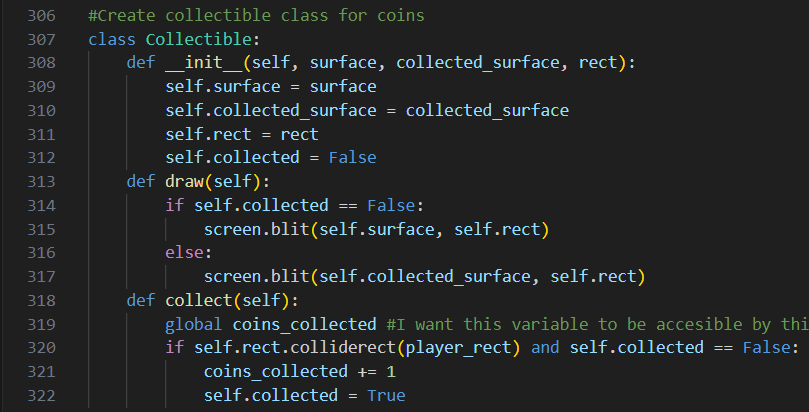 306 #Create collectible class for coins
307 class Collectible:
308 def __init__(self, surface, collected_surface, rect):
309 self.surface = surface
310 self.collected_surface = collected_surface
311 self.rect = rect
312 self.collected = False
313 def draw(self):
314 if self.collected == False:
315 screen.blit(self.surface, self.rect)
316 else:
317 screen.blit(self.collected_surface, self.rect)
318 def collect(self):
319 global coins_collected #I want this variable to be accesible by thi
320 if self.rect.colliderect(player_rect) and self.collected == False:
321 coins_collected += 1
322 self.collected = True